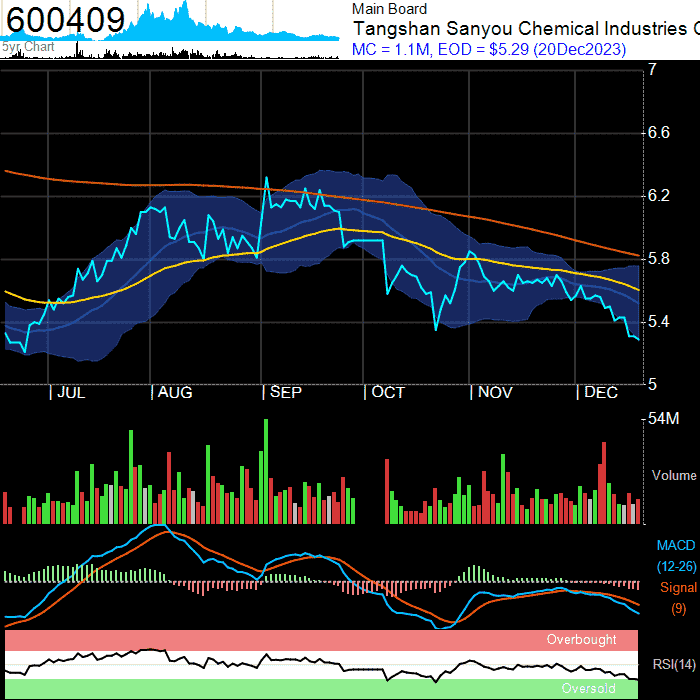 600409
5yr Chart
Main Board
Tangshan Sanyou Chemical Industries C
MC = 1.1M, EOD = $5.29 (20Dec2023)
7
6.6
6.2
5.8
5.4
5
JUL AUG SEP OCT NOV DEC
54M
Volume
MACD
(12-26)
Signal
(9)
Overbought
RSI(14)
Oversold